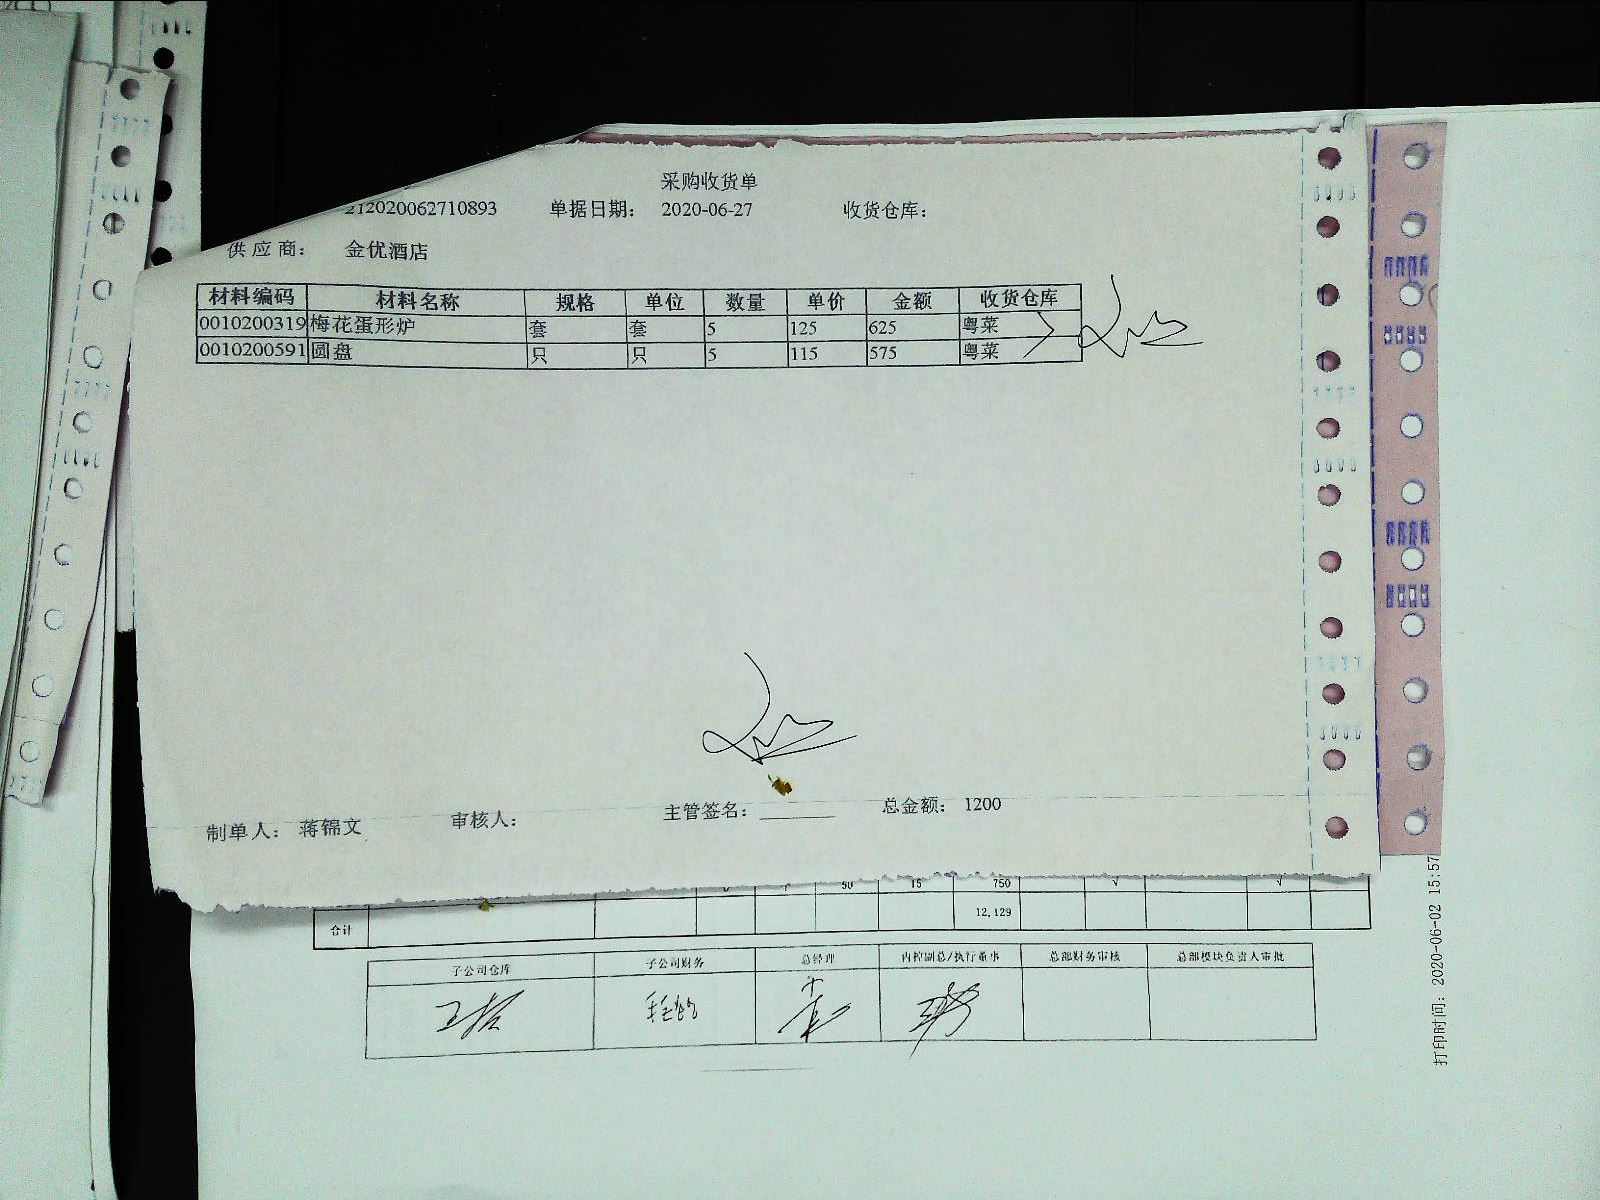 采购收货单
212020062710893 单据日期： 2020-06-27 收货仓库：
供应商： 金优酒店
材料编码 材料名称 规格 单位 数量 单价 金额 收货仓库
0010200319 梅花蛋形炉 套 套 5 125 625 粤菜
0010200591 圆盘 只 只 5 115 575 粤菜
制单人： 蒋锦文 审核人： 主管签名： 总金额： 1200
50 15 750 √ √
合计 12.129
子公司仓库 子公司财务 总经理 内控副总/执行董事 总部财务审核 总部模块负责人审批
打印时间： 2020-06-02 15:57